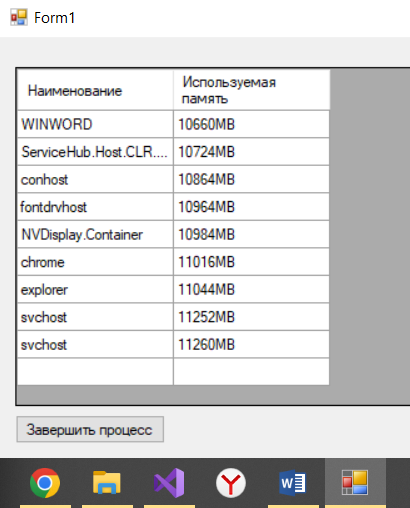 Form1
Наименование Используемая
память
WINWORD 10660MB
ServiceHub.Host.CLR.... 10724MB
conhost 10864MB
fontdrvhost 10964MB
NVDisplay.Container 10984MB
chrome 11016MB
explorer 11044MB
svchost 11252MB
svchost 11260MB
Завершить процесс